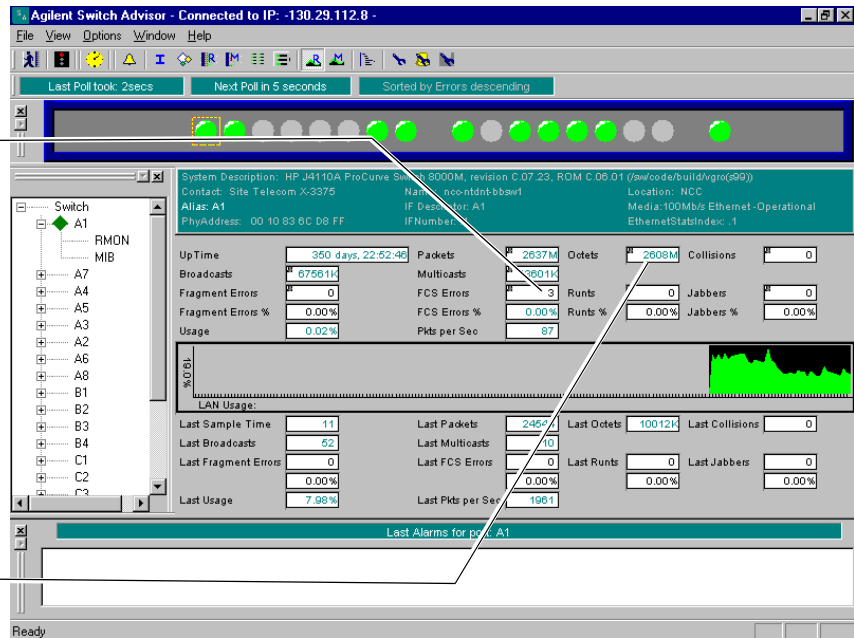 Agilent Switch Advisor - Connected to IP: -130.29.112.8 -
File View Options Window Help
Last Poll took: 2secs Next Poll in 5 seconds Sorted by Errors descending
System Description: HP J4110A ProCurve Switch 8000M, revision C.07.23, ROM C.06.01 (/sw/code/build/vgro(s99))
Contact: Site Telecom X-3375 Name: nco-ntdnt-bbsw1 Location: NCC
Alias: A1 IF Descriptor: A1 Media:100Mb/s Ethernet-Operational
PhyAddress: 00 10 83 6C D8 FF IFNumber: EthernetStatsIndex: .1
Switch
A1
RMON
MIB
A7
A4
A5
A3
A2
A6
A8
B1
B2
B3
B4
C1
C2
C3
UpTime 350 days, 22:52:46 Packets 2637M Octets 2608M Collisions 0
Broadcasts 67561K Multicasts 3601K
Fragment Errors 0 FCS Errors 3 Runts 0 Jabbers 0
Fragment Errors % 0.00% FCS Errors % 0.00% Runts % 0.00% Jabbers % 0.00%
Usage 0.02% Pkts per Sec 87
19.0%
LAN Usage:
Last Sample Time 11 Last Packets Last Octets 10012K Last Collisions 0
Last Broadcasts 52 Last Multicasts 10
Last Fragment Errors 0 Last FCS Errors 0 Last Runts 0 Last Jabbers 0
0.00% 0.00% 0.00% 0.00%
Last Usage 7.98% Last Pkts per Sec 1961
Last Alarms for port: A1
Ready